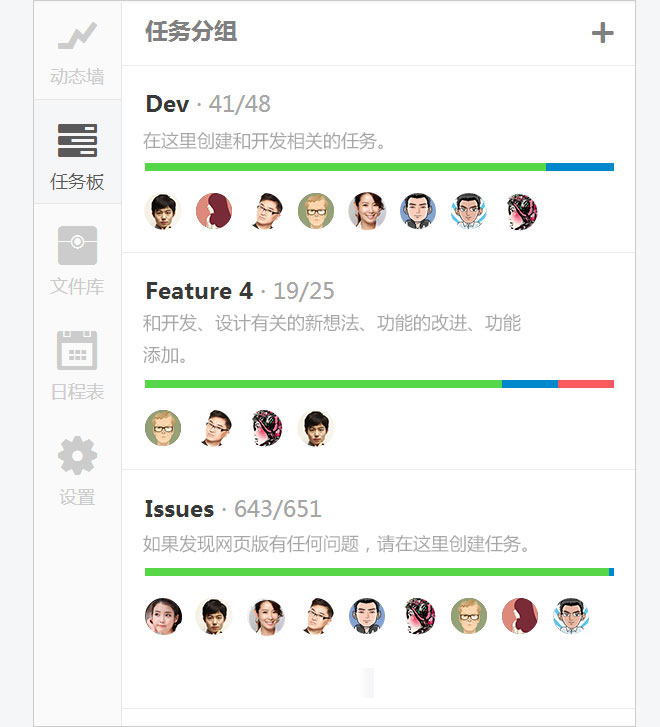 任务分组
动态墙
任务板
文件库
日程表
设置
Dev · 41/48
在这里创建和开发相关的任务。
Feature 4 · 19/25
和开发、设计有关的新想法、功能的改进、功能
添加。
Issues · 643/651
如果发现网页版有任何问题，请在这里创建任务。